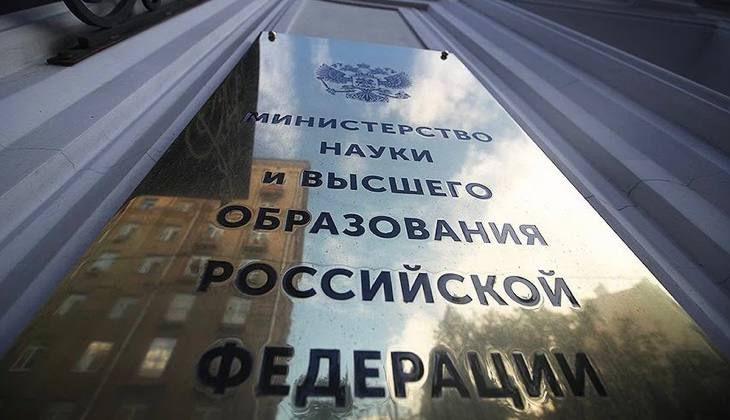 МИНИСТЕРСТВО
НАУКИ
и ВЫСШЕГО
ОБРАЗОВАНИЯ
РОССИЙСКОЙ
ФЕДЕРАЦИИ